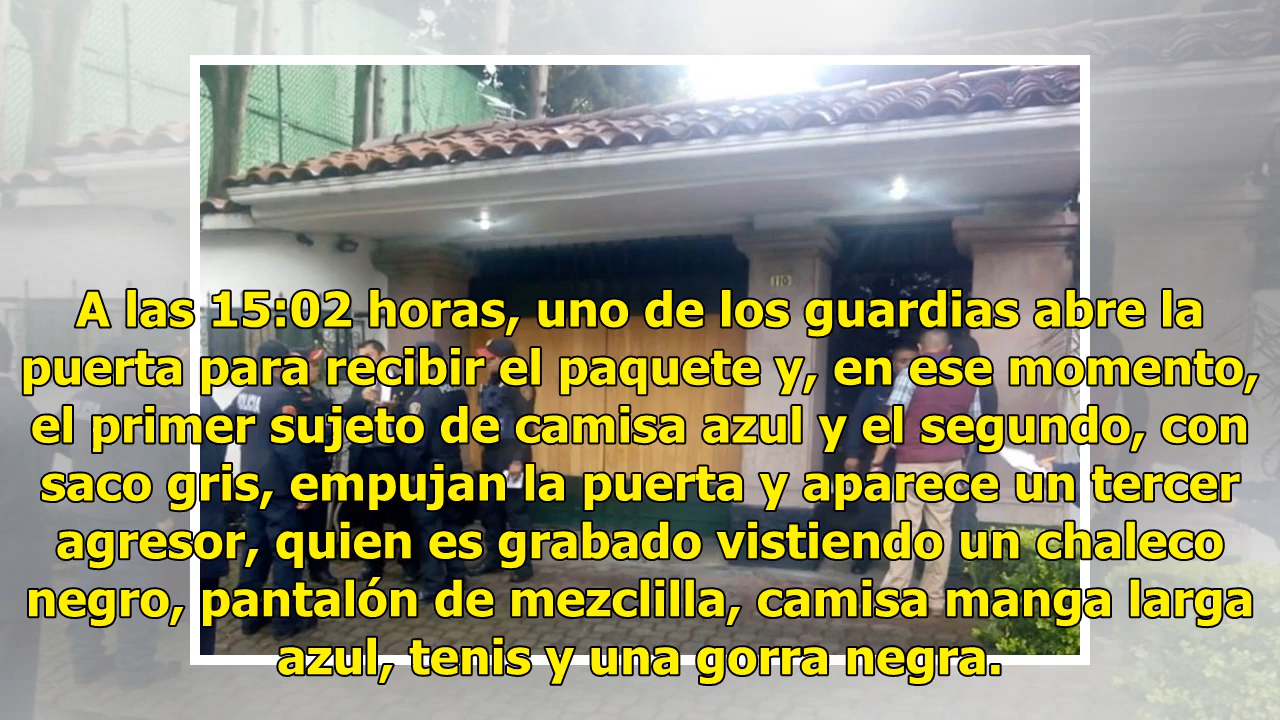 110
A las 15:02 horas, uno de los guardias abre la
puerta para recibir el paquete y, en ese momento,
el primer sujeto de camisa azul y el segundo, con
POLICIA
saco gris, empujan la puerta y aparece un tercer
agresor, quien es grabado vistiendo un chaleco
negro, pantalón de mezclilla, camisa manga larga
azul, tenis y una gorra negra.